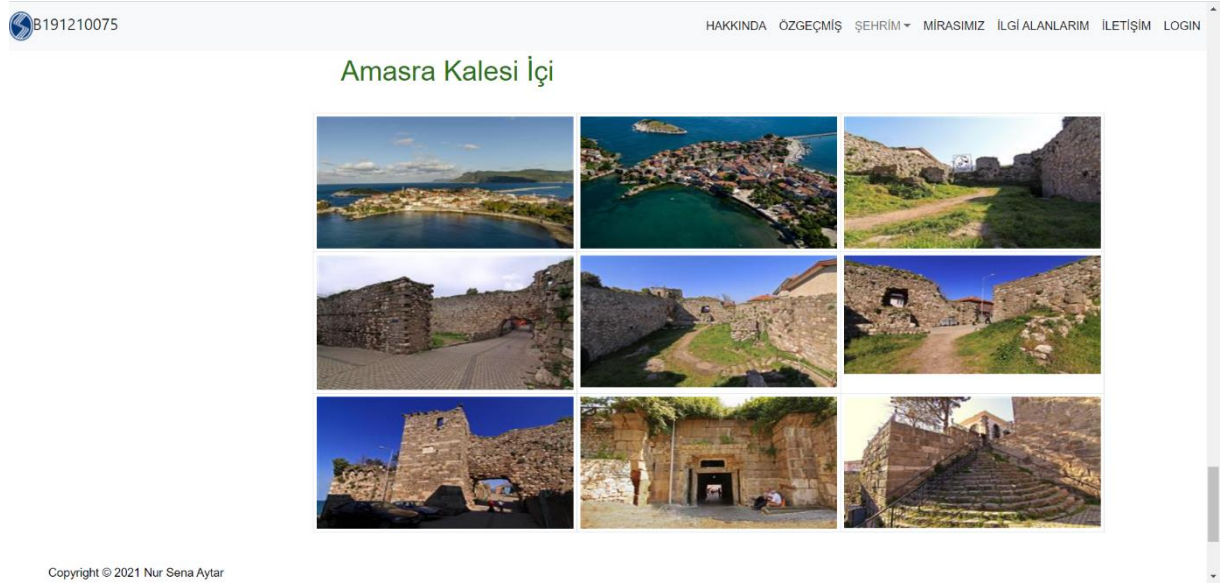 B191210075 HAKKINDA ÖZGEÇMİŞ ŞEHRİM MİRASIMIZ İLGİ ALANLARIM İLETİŞİM LOGIN
Amasra Kalesi İçi
Copyright © 2021 Nur Sena Aytar